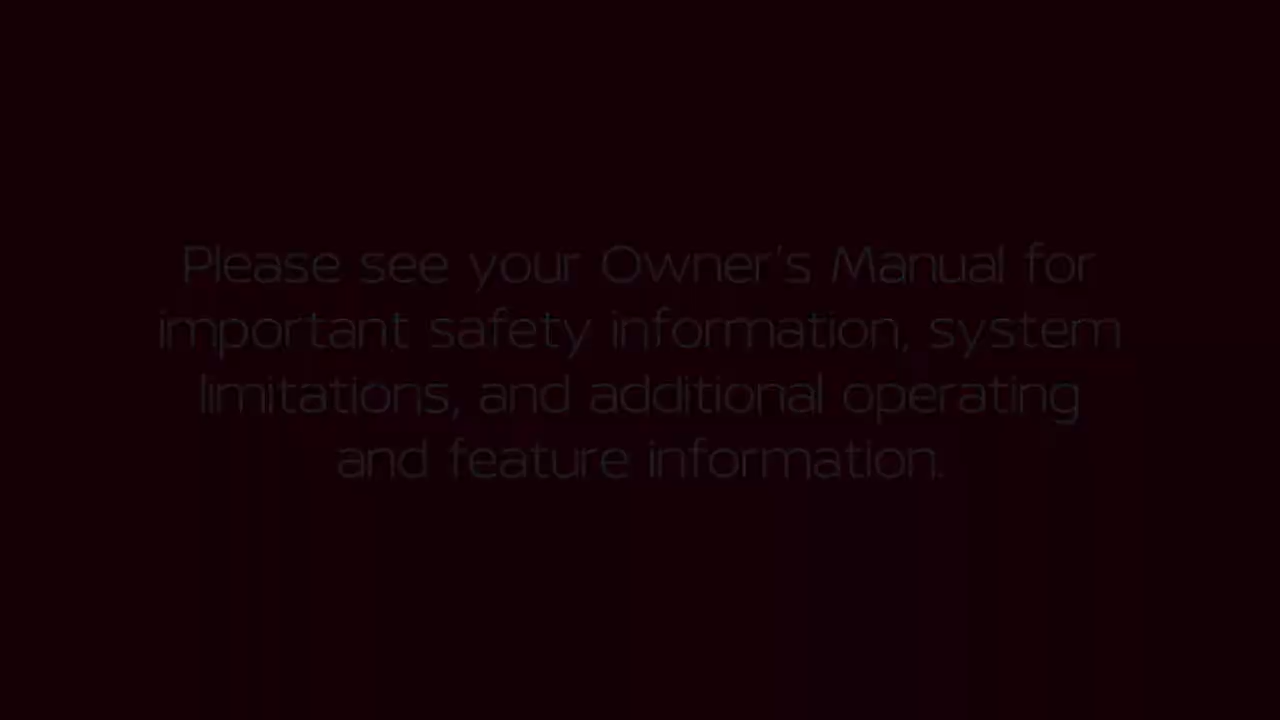 Please see your Owner's Manual for
important safety information, system
limitations, and additional operating
and feature information.